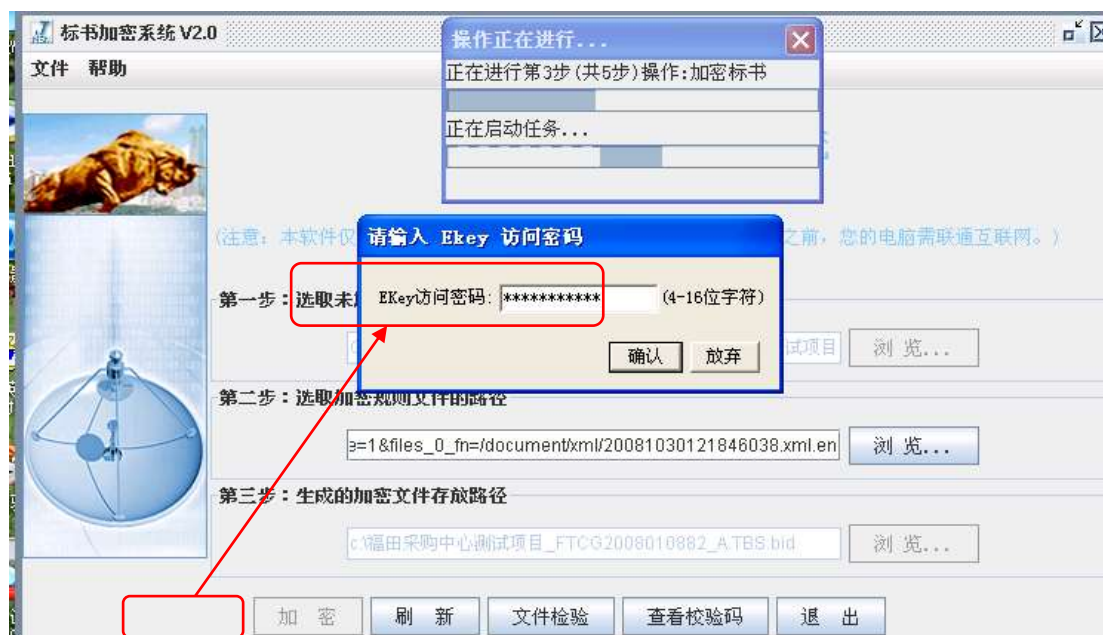 标书加密系统 V2.0
操作正在进行...
文件 帮助
正在进行第3步(共5步)操作:加密标书
正在启动任务...
(注意：本软件仅
之前，您的电脑需联通互联网。)
请输入 Ekey 访问密码
EKey访问密码: *********** (4-16位字符)
确认 放弃
第一步：选取未
试项目 浏 览...
第二步：选取加密规则文件的路径
e=1&files_0_fn=/document/xml/20081030121846038.xml.en 浏 览...
第三步：生成的加密文件存放路径
c:\福田采购中心测试项目_FTCG2008010882_A.TBS.bid 浏 览...
加 密 刷 新 文件检验 查看校验码 退 出